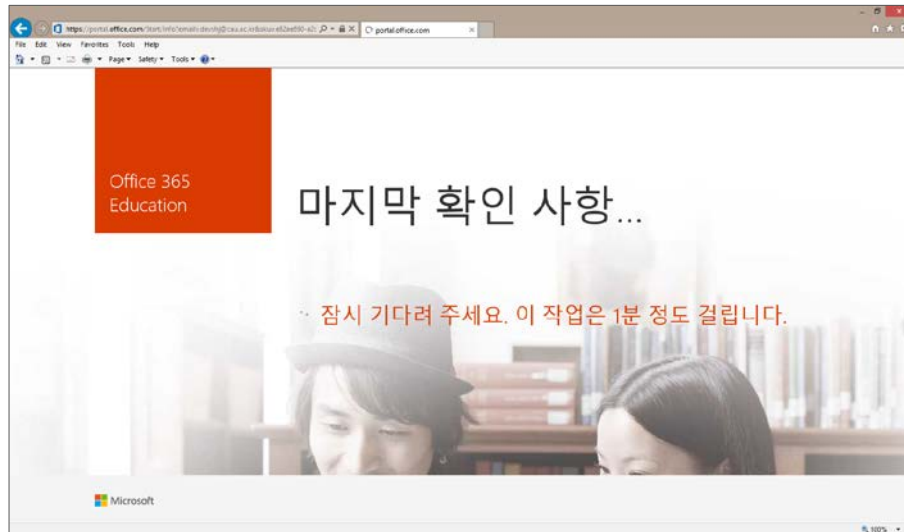 portal.office.com
File Edit View Favorites Tools Help
Page Safety Tools
Office 365
Education
마지막 확인 사항...
잠시 기다려 주세요. 이 작업은 1분 정도 걸립니다.
Microsoft
100%